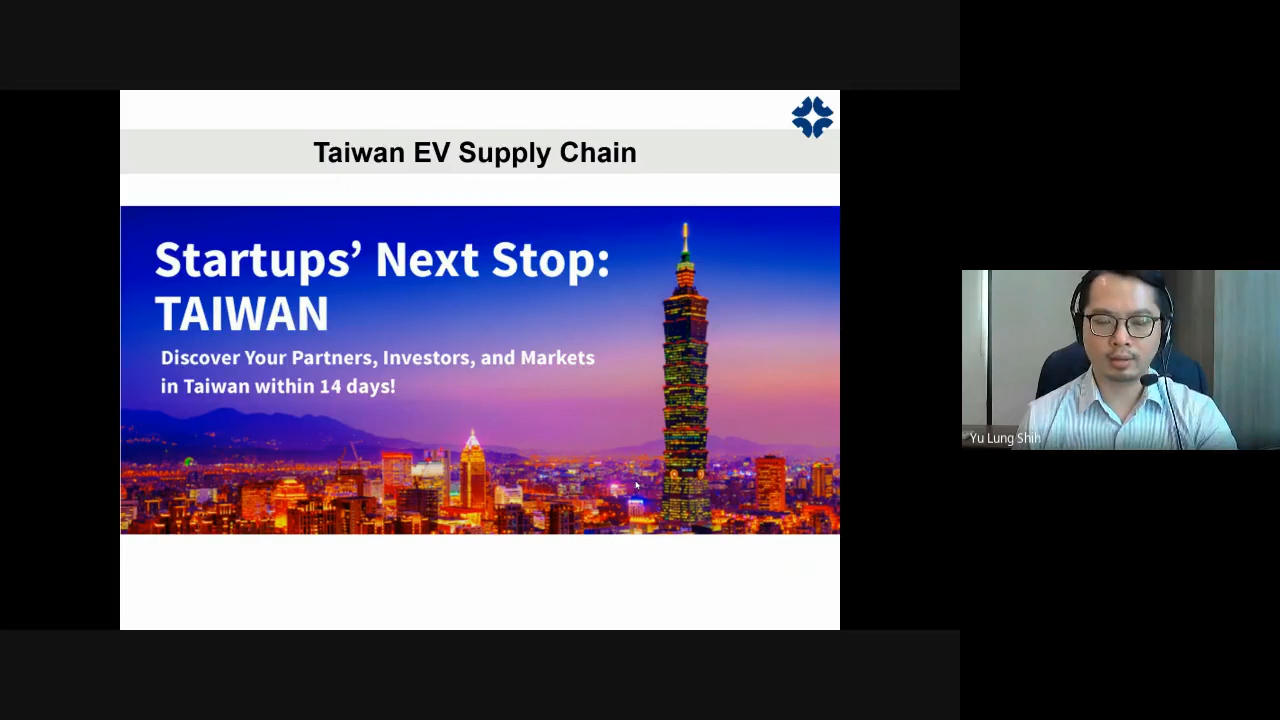 Taiwan EV Supply Chain
Startups’ Next Stop:
TAIWAN
Discover Your Partners, Investors, and Markets
in Taiwan within 14 days!
Yu Lung Shih